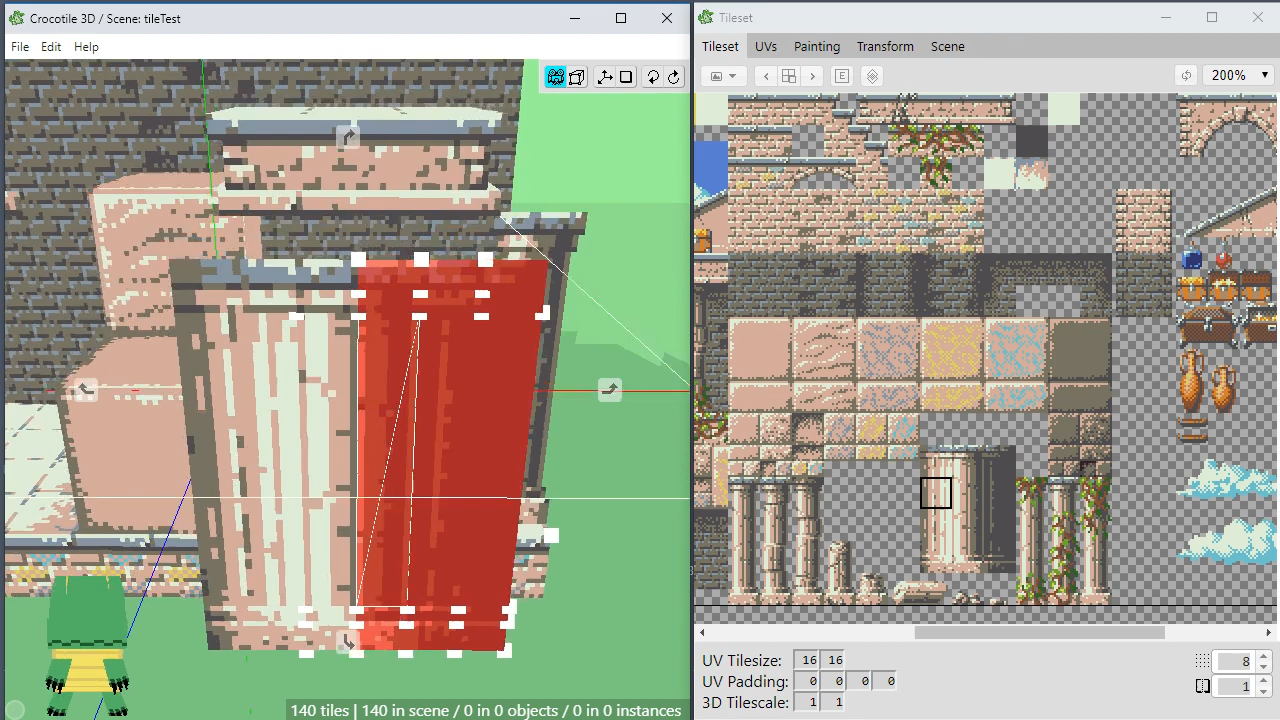 Crocotile 3D / Scene: tileTest
File Edit Help
140 tiles | 140 in scene / 0 in 0 objects / 0 in 0 instances
Tileset
Tileset UVs Painting Transform Scene
E 200%
UV Tilesize: 16 16
UV Padding: 0 0 0 0
3D Tilescale: 1 1
8
1